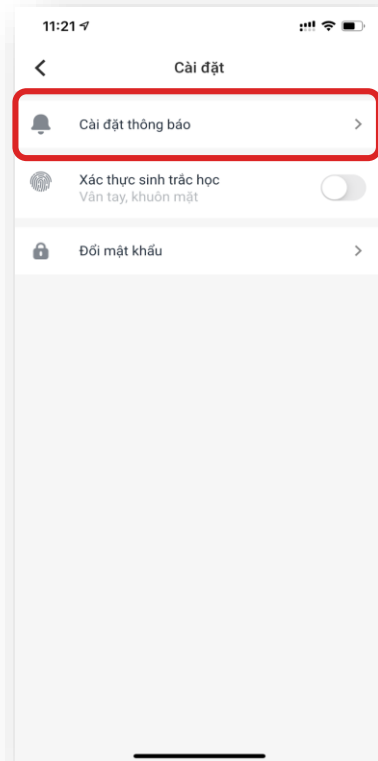 11:21
Cài đặt
Cài đặt thông báo
Xác thực sinh trắc học
Vân tay, khuôn mặt
Đổi mật khẩu